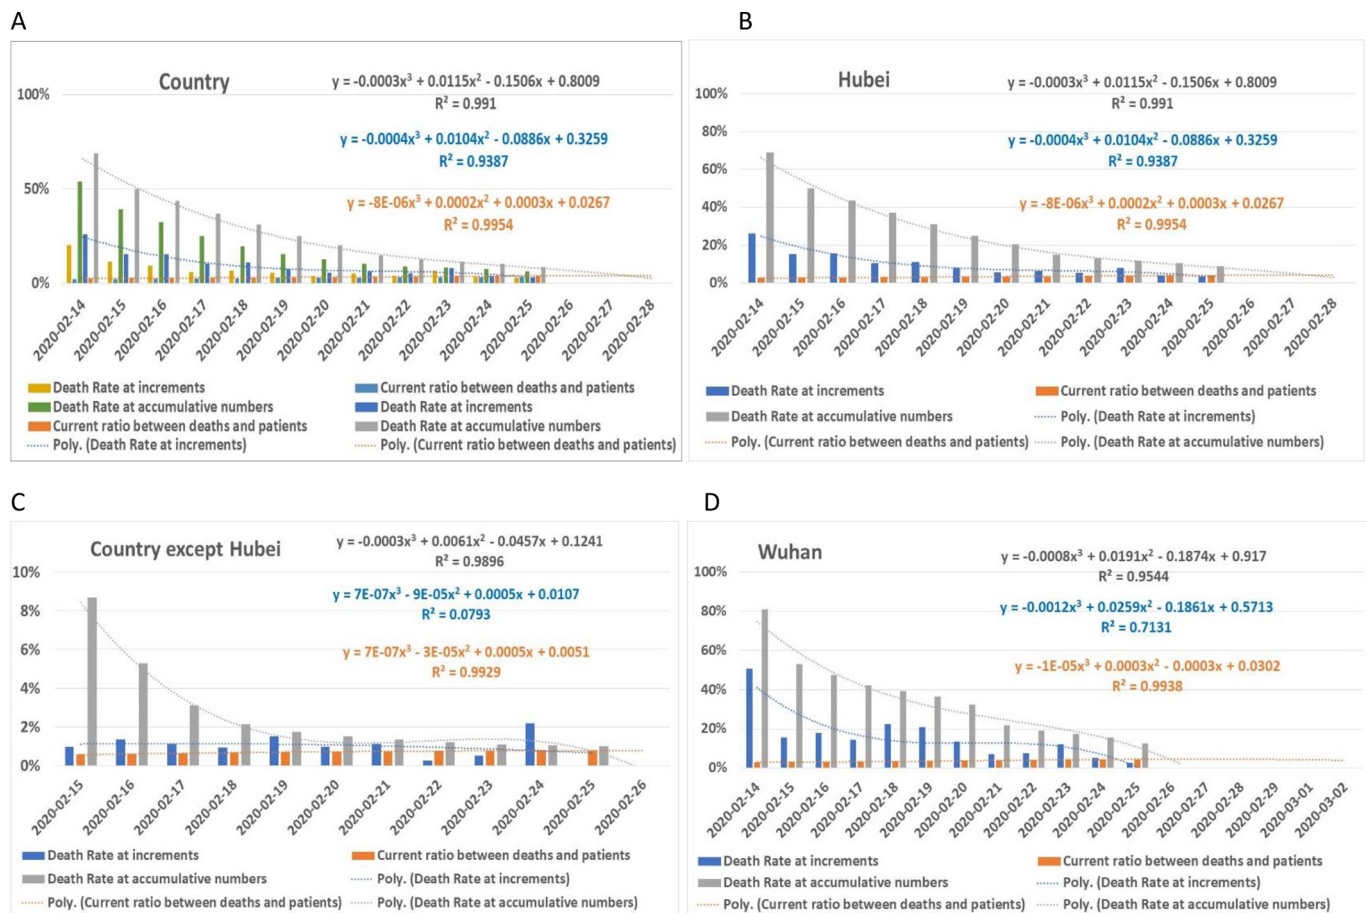 A
Country
y = -0.0003x³ + 0.0115x² - 0.1506x + 0.8009
R² = 0.991
y = -0.0004x³ + 0.0104x² - 0.0886x + 0.3259
R² = 0.9387
y = -8E-06x³ + 0.0002x² + 0.0003x + 0.0267
R² = 0.9954
100%
50%
0%
2020-02-14
2020-02-15
2020-02-16
2020-02-17
2020-02-18
2020-02-19
2020-02-20
2020-02-21
2020-02-22
2020-02-23
2020-02-24
2020-02-25
2020-02-26
2020-02-27
2020-02-28
Death Rate at increments
Current ratio between deaths and patients
Death Rate at accumulative numbers
Death Rate at increments
Current ratio between deaths and patients
Death Rate at accumulative numbers
Poly. (Death Rate at increments)
Poly. (Current ratio between deaths and patients)
B
Hubei
y = -0.0003x³ + 0.0115x² - 0.1506x + 0.8009
R² = 0.991
y = -0.0004x³ + 0.0104x² - 0.0886x + 0.3259
R² = 0.9387
y = -8E-06x³ + 0.0002x² + 0.0003x + 0.0267
R² = 0.9954
100%
80%
60%
40%
20%
0%
2020-02-14
2020-02-15
2020-02-16
2020-02-17
2020-02-18
2020-02-19
2020-02-20
2020-02-21
2020-02-22
2020-02-23
2020-02-24
2020-02-25
2020-02-26
2020-02-27
2020-02-28
Death Rate at increments
Current ratio between deaths and patients
Death Rate at accumulative numbers
Poly. (Death Rate at increments)
Poly. (Current ratio between deaths and patients)
Poly. (Death Rate at accumulative numbers)
C
Country except Hubei
y = -0.0003x³ + 0.0061x² - 0.0457x + 0.1241
R² = 0.9896
y = 7E-07x³ - 9E-05x² + 0.0005x + 0.0107
R² = 0.0793
y = 7E-07x³ - 3E-05x² + 0.0005x + 0.0051
R² = 0.9929
10%
8%
6%
4%
2%
0%
2020-02-15
2020-02-16
2020-02-17
2020-02-18
2020-02-19
2020-02-20
2020-02-21
2020-02-22
2020-02-23
2020-02-24
2020-02-25
2020-02-26
Death Rate at increments
Current ratio between deaths and patients
Death Rate at accumulative numbers
Poly. (Death Rate at increments)
Poly. (Current ratio between deaths and patients)
Poly. (Death Rate at accumulative numbers)
D
Wuhan
y = -0.0008x³ + 0.0191x² - 0.1874x + 0.917
R² = 0.9544
y = -0.0012x³ + 0.0259x² - 0.1861x + 0.5713
R² = 0.7131
y = -1E-05x³ + 0.0003x² - 0.0003x + 0.0302
R² = 0.9938
100%
80%
60%
40%
20%
0%
2020-02-14
2020-02-15
2020-02-16
2020-02-17
2020-02-18
2020-02-19
2020-02-20
2020-02-21
2020-02-22
2020-02-23
2020-02-24
2020-02-25
2020-02-26
2020-02-27
2020-02-28
2020-02-29
2020-03-01
2020-03-02
Death Rate at increments
Current ratio between deaths and patients
Death Rate at accumulative numbers
Poly. (Death Rate at increments)
Poly. (Current ratio between deaths and patients)
Poly. (Death Rate at accumulative numbers)